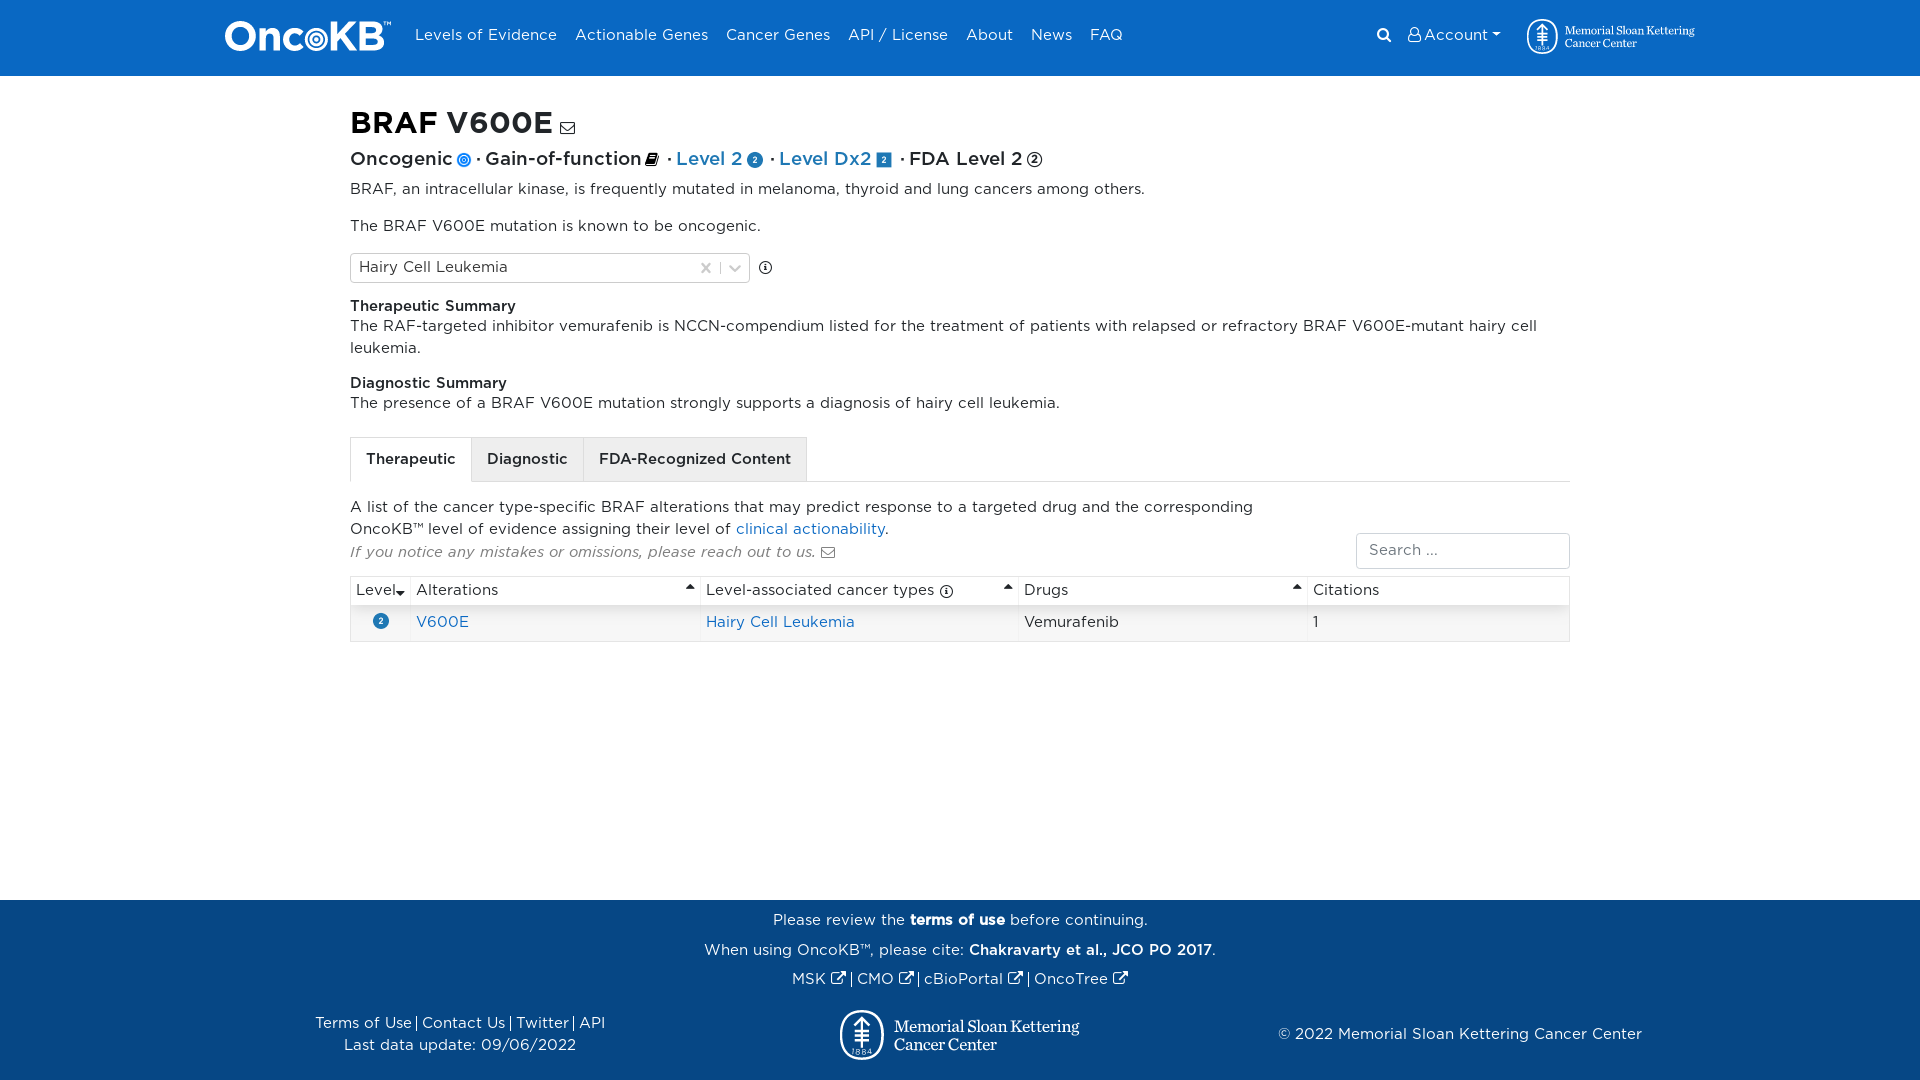 OncoKB™ Levels of Evidence Actionable Genes Cancer Genes API / License About News FAQ Account 1884 Memorial Sloan Kettering Cancer Center
BRAF V600E
Oncogenic · Gain-of-function · Level 2 2 · Level Dx2 2 · FDA Level 2 2
BRAF, an intracellular kinase, is frequently mutated in melanoma, thyroid and lung cancers among others.
The BRAF V600E mutation is known to be oncogenic.
Hairy Cell Leukemia
Therapeutic Summary
The RAF-targeted inhibitor vemurafenib is NCCN-compendium listed for the treatment of patients with relapsed or refractory BRAF V600E-mutant hairy cell
leukemia.
Diagnostic Summary
The presence of a BRAF V600E mutation strongly supports a diagnosis of hairy cell leukemia.
Therapeutic Diagnostic FDA-Recognized Content
A list of the cancer type-specific BRAF alterations that may predict response to a targeted drug and the corresponding
OncoKB™ level of evidence assigning their level of clinical actionability.
If you notice any mistakes or omissions, please reach out to us.
Search ...
Level Alterations Level-associated cancer types Drugs Citations
2 V600E Hairy Cell Leukemia Vemurafenib 1
Please review the terms of use before continuing.
When using OncoKB™, please cite: Chakravarty et al., JCO PO 2017.
MSK | CMO | cBioPortal | OncoTree
Terms of Use | Contact Us | Twitter | API
Last data update: 09/06/2022
1884 Memorial Sloan Kettering
Cancer Center
© 2022 Memorial Sloan Kettering Cancer Center